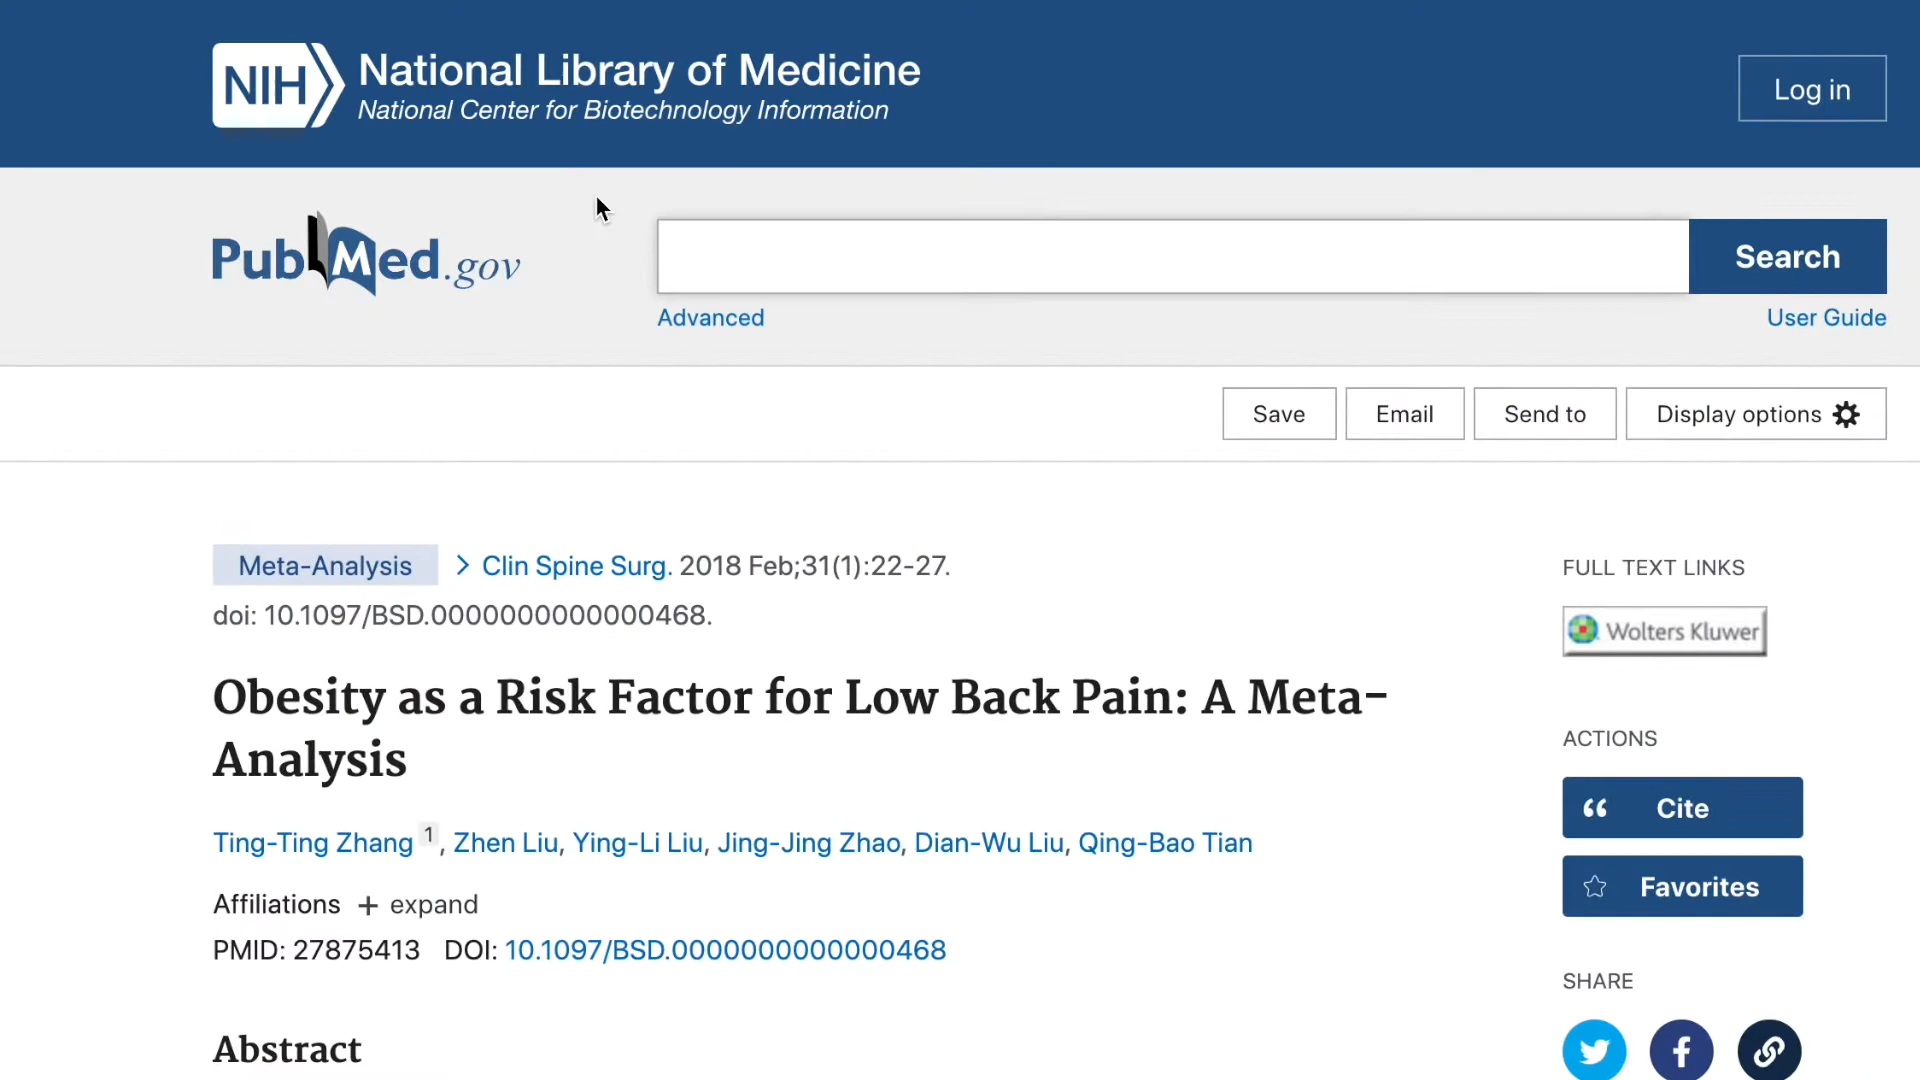 NIH National Library of Medicine
National Center for Biotechnology Information
Log in
PubMed.gov
Search
Advanced
User Guide
Save
Email
Send to
Display options
Meta-Analysis
Clin Spine Surg. 2018 Feb;31(1):22-27.
doi: 10.1097/BSD.0000000000000468.
Obesity as a Risk Factor for Low Back Pain: A Meta-
Analysis
Ting-Ting Zhang 1, Zhen Liu, Ying-Li Liu, Jing-Jing Zhao, Dian-Wu Liu, Qing-Bao Tian
Affiliations + expand
PMID: 27875413 DOI: 10.1097/BSD.0000000000000468
Abstract
FULL TEXT LINKS
Wolters Kluwer
ACTIONS
Cite
Favorites
SHARE